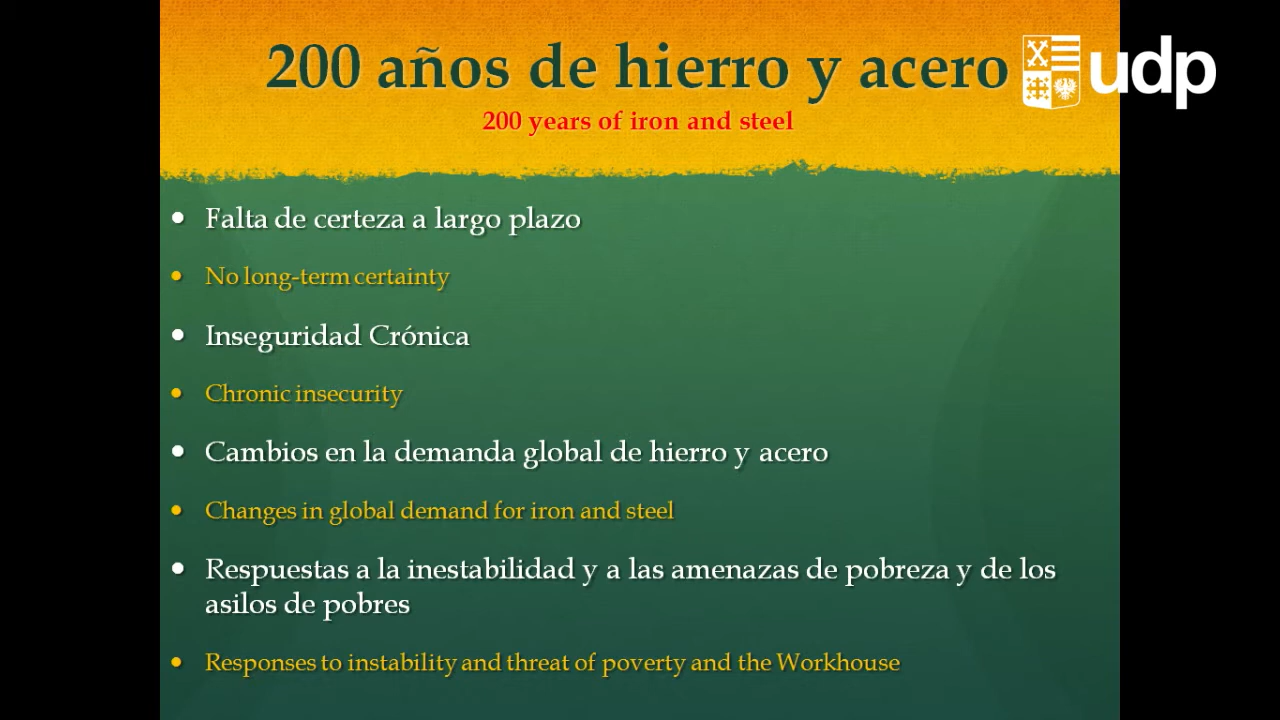 200 años de hierro y acero
udp
200 years of iron and steel
Falta de certeza a largo plazo
No long-term certainty
Inseguridad Crónica
Chronic insecurity
Cambios en la demanda global de hierro y acero
Changes in global demand for iron and steel
Respuestas a la inestabilidad y a las amenazas de pobreza y de los
asilos de pobres
Responses to instability and threat of poverty and the Workhouse